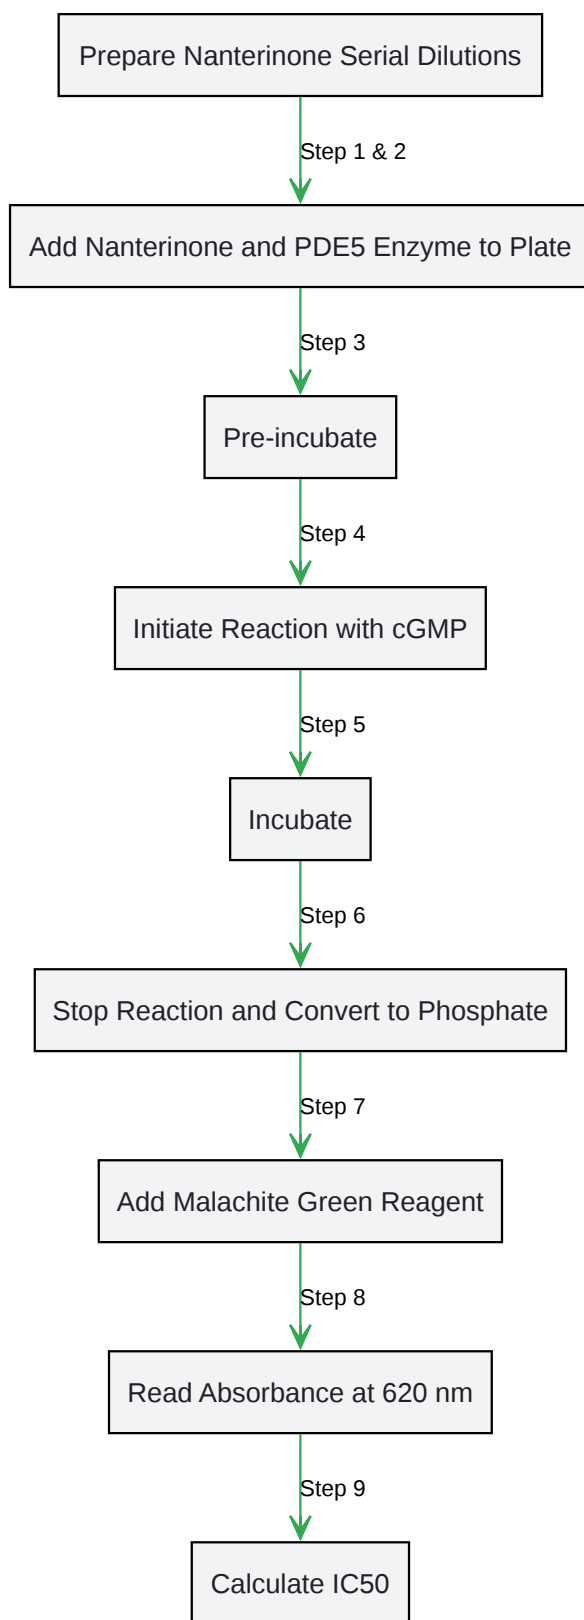 Prepare Nanterinone Serial Dilutions
Step 1 & 2
Add Nanterinone and PDE5 Enzyme to Plate
Step 3
Pre-incubate
Step 4
Initiate Reaction with cGMP
Step 5
Incubate
Step 6
Stop Reaction and Convert to Phosphate
Step 7
Add Malachite Green Reagent
Step 8
Read Absorbance at 620 nm
Step 9
Calculate IC50